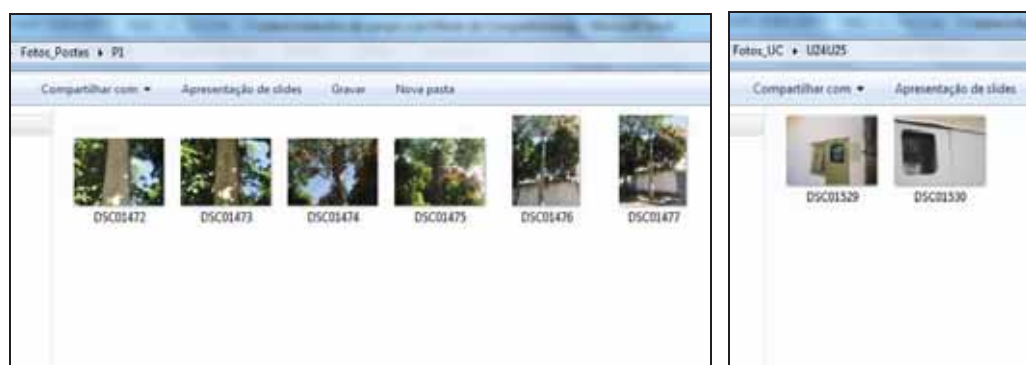 Fotos_Postes ▸ P1
Compartilhar com ▾ Apresentação de slides Gravar Nova pasta
DSC01472 DSC01473 DSC01474 DSC01475 DSC01476 DSC01477
Fotos_UC ▸ U24U25
Compartilhar com ▾ Apresentação de slides
DSC01529 DSC01530